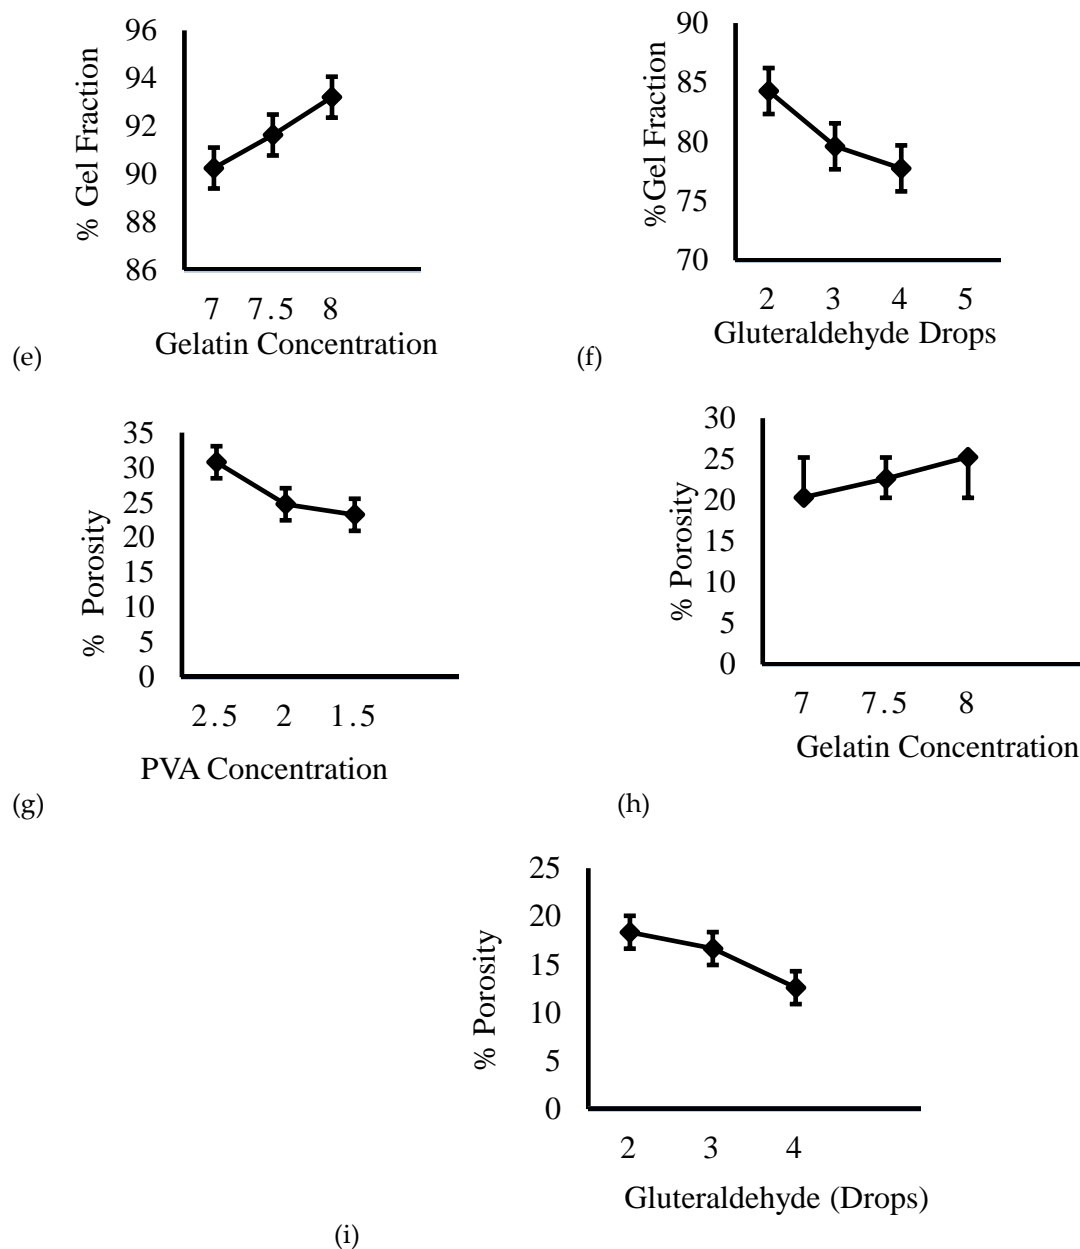 % Gel Fraction
96
94
92
90
88
86
7 7.5 8
Gelatin Concentration
(e)
%Gel Fraction
90
85
80
75
70
2 3 4 5
Gluteraldehyde Drops
(f)
% Porosity
35
30
25
20
15
10
5
0
2.5 2 1.5
PVA Concentration
(g)
% Porosity
30
25
20
15
10
5
0
7 7.5 8
Gelatin Concentration
(h)
% Porosity
25
20
15
10
5
0
2 3 4
Gluteraldehyde (Drops)
(i)